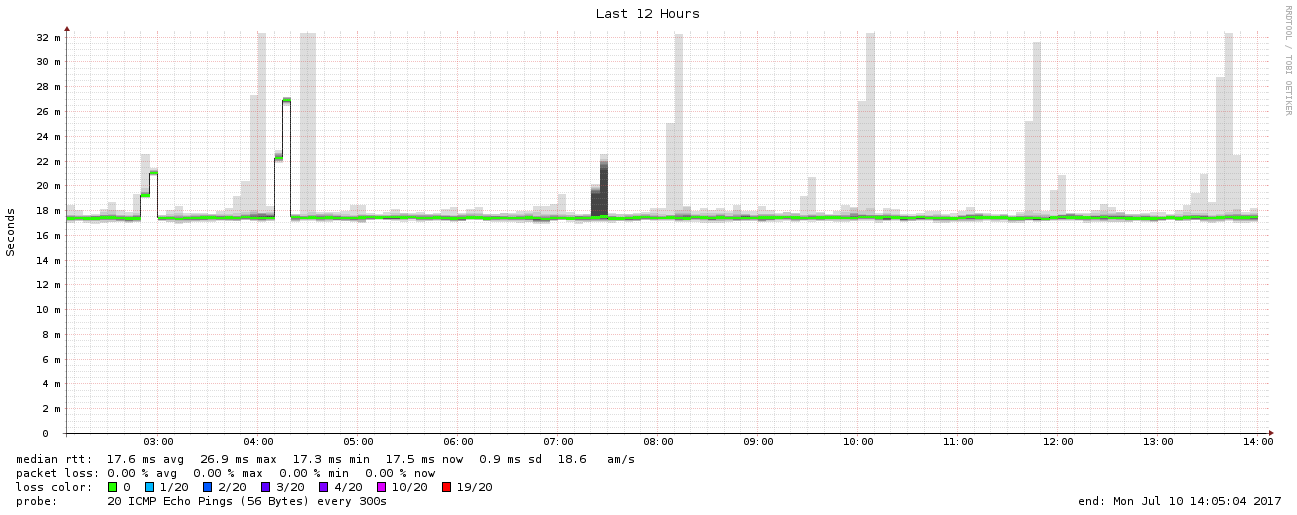 Last 12 Hours
RRDTOOL / TOBI OETIKER
Seconds
32 m
30 m
28 m
26 m
24 m
22 m
20 m
18 m
16 m
14 m
12 m
10 m
8 m
6 m
4 m
2 m
0
03:00 04:00 05:00 06:00 07:00 08:00 09:00 10:00 11:00 12:00 13:00 14:00
median rtt: 17.6 ms avg 26.9 ms max 17.3 ms min 17.5 ms now 0.9 ms sd 18.6 am/s
packet loss: 0.00 % avg 0.00 % max 0.00 % min 0.00 % now
loss color: 0 1/20 2/20 3/20 4/20 10/20 19/20
probe: 20 ICMP Echo Pings (56 Bytes) every 300s end: Mon Jul 10 14:05:04 2017